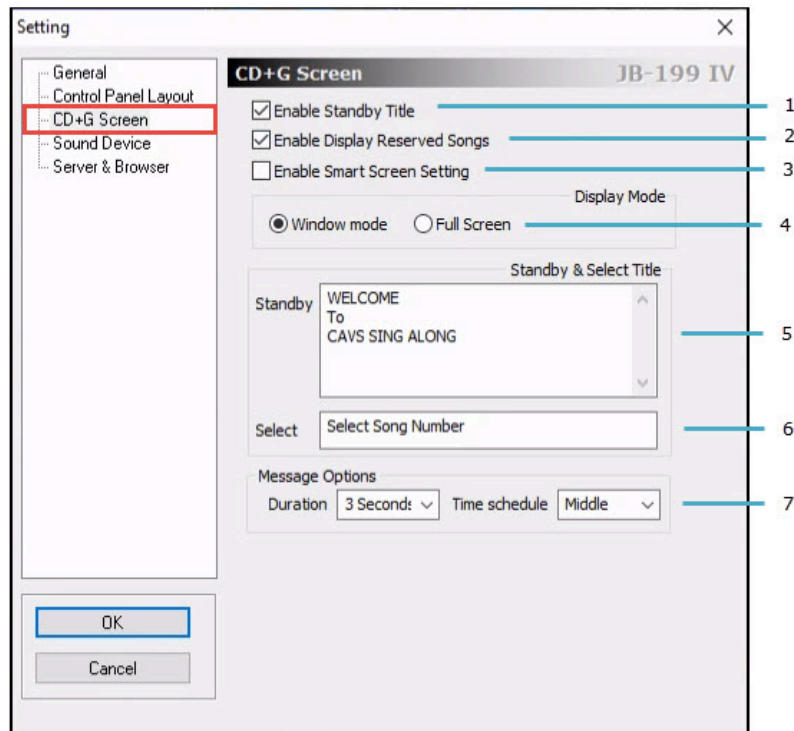 Setting
General
Control Panel Layout
CD+G Screen
Sound Device
Server & Browser
OK
Cancel
CD+G Screen JB-199 IV
Enable Standby Title 1
Enable Display Reserved Songs 2
Enable Smart Screen Setting 3
Display Mode
Window mode Full Screen 4
Standby & Select Title
Standby WELCOME
To
CAVS SING ALONG 5
Select Select Song Number 6
Message Options
Duration 3 Seconds Time schedule Middle 7